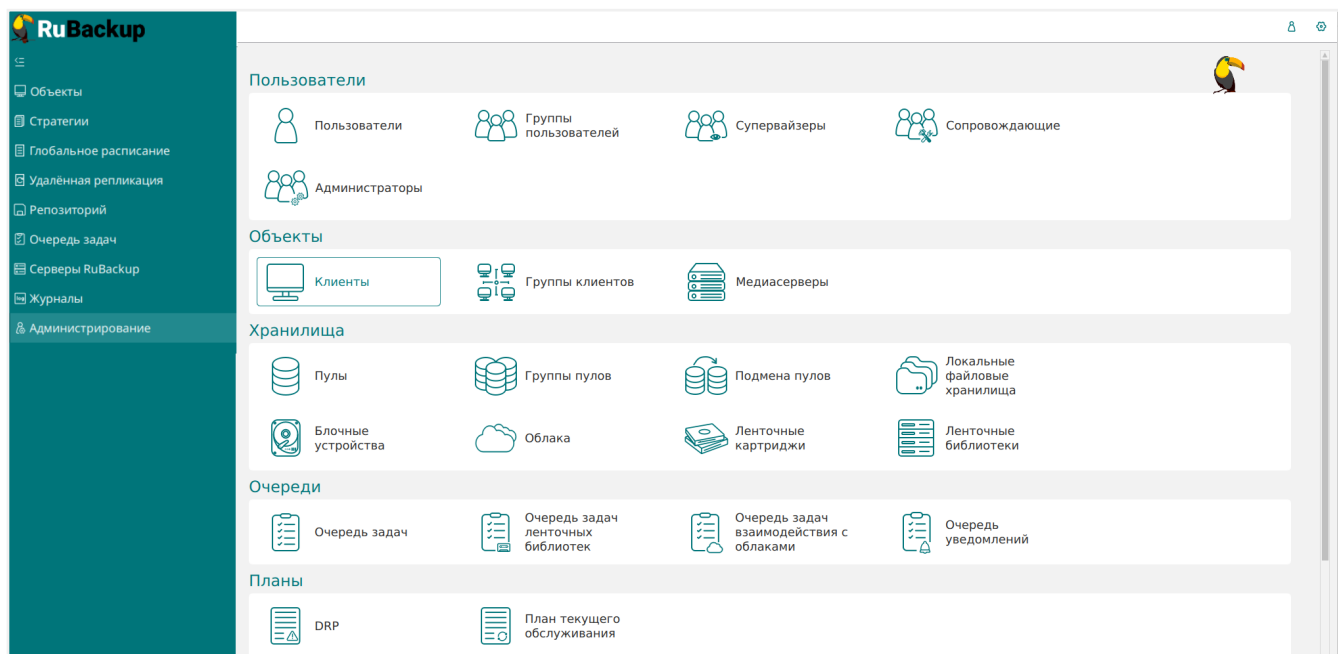 RuBackup
Объекты
Стратегии
Глобальное расписание
Удалённая репликация
Репозиторий
Очередь задач
Серверы RuBackup
Журналы
Администрирование
Пользователи
Пользователи
Группы
пользователей
Супервайзеры
Сопровождающие
Администраторы
Объекты
Клиенты
Группы клиентов
Медиасерверы
Хранилища
Пулы
Группы пулов
Подмена пулов
Локальные
файловые
хранилища
Блочные
устройства
Облака
Ленточные
картриджи
Ленточные
библиотеки
Очереди
Очередь задач
Очередь задач
ленточных
библиотек
Очередь задач
взаимодействия с
облаками
Очередь
уведомлений
Планы
DRP
План текущего
обслуживания